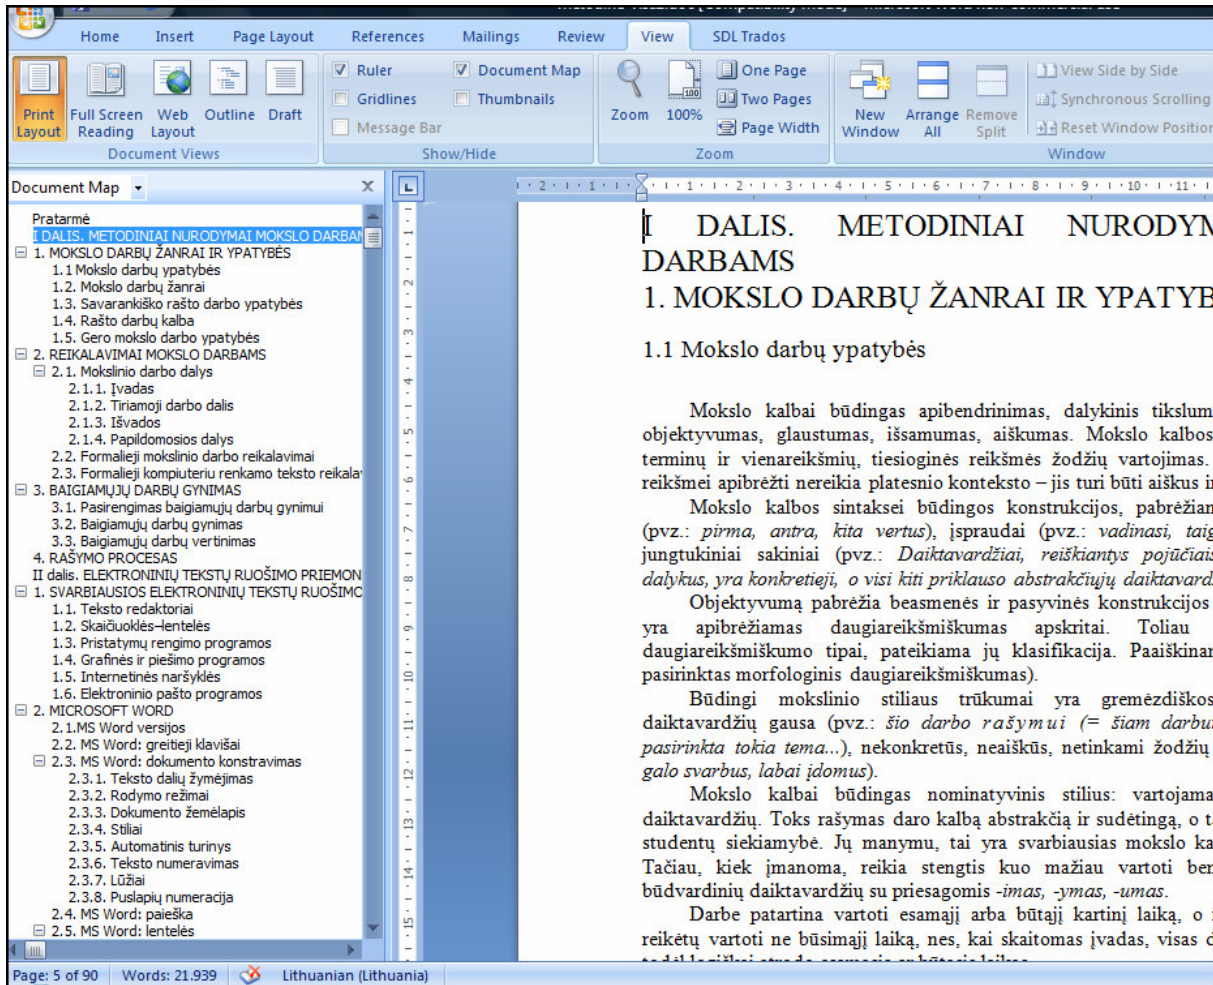 Home Insert Page Layout References Mailings Review View SDL Trados
Ruler Document Map One Page View Side by Side
Gridlines Thumbnails Two Pages Synchronous Scrolling
Print Layout Full Screen Reading Web Layout Outline Draft Message Bar Zoom 100% Page Width New Window Arrange All Remove Split Reset Window Position
Document Views Show/Hide Zoom Window
Document Map
Pratarmė
I DALIS. METODINIAI NURODYMAI MOKSLO DARBAM
1. MOKSLO DARBŲ ŽANRAI IR YPATYBĖS
1.1 Mokslo darbų ypatybės
1.2. Mokslo darbų žanrai
1.3. Savarankiško rašto darbo ypatybės
1.4. Rašto darbų kalba
1.5. Gero mokslo darbo ypatybės
2. REIKALAVIMAI MOKSLO DARBAMS
2.1. Mokslinio darbo dalys
2.1.1. Įvadas
2.1.2. Tiriamoji darbo dalis
2.1.3. Išvados
2.1.4. Papildomosios dalys
2.2. Formalieji mokslinio darbo reikalavimai
2.3. Formalieji kompiuteriu renkamo teksto reikala
3. BAIGIAMŲJŲ DARBŲ GYNIMAS
3.1. Pasirengimas baigiamųjų darbų gynimui
3.2. Baigiamųjų darbų gynimas
3.3. Baigiamųjų darbų vertinimas
4. RAŠYMO PROCESAS
II dalis. ELEKTRONINIŲ TEKSTŲ RUOŠIMO PRIEMON
1. SVARBIAUSIOS ELEKTRONINIŲ TEKSTŲ RUOŠIMO
1.1. Teksto redaktoriai
1.2. Skaičiuoklės–lentelės
1.3. Pristatymų rengimo programos
1.4. Grafinės ir piešimo programos
1.5. Internetinės naršyklės
1.6. Elektroninio pašto programos
2. MICROSOFT WORD
2.1.MS Word versijos
2.2. MS Word: greitieji klavišai
2.3. MS Word: dokumento konstravimas
2.3.1. Teksto dalių žymėjimas
2.3.2. Rodymo režimai
2.3.3. Dokumento žemėlapis
2.3.4. Stiliai
2.3.5. Automatinis turinys
2.3.6. Teksto numeravimas
2.3.7. Lūžiai
2.3.8. Puslapių numeracija
2.4. MS Word: paieška
2.5. MS Word: lentelės
I DALIS. METODINIAI NURODYM
DARBAMS
1. MOKSLO DARBŲ ŽANRAI IR YPATYB
1.1 Mokslo darbų ypatybės
Mokslo kalbai būdingas apibendrinimas, dalykinis tikslum
objektyvumas, glaustumas, išsamumas, aiškumas. Mokslo kalbos
terminų ir vienareikšmių, tiesioginės reikšmės žodžių vartojimas.
reikšmei apibrėžti nereikia platesnio konteksto – jis turi būti aiškus ir
Mokslo kalbos sintaksei būdingos konstrukcijos, pabrėžian
(pvz.: pirma, antra, kita vertus), įspraudai (pvz.: vadinasi, taig
jungtukiniai sakiniai (pvz.: Daiktavardžiai, reiškiantys pojūčiais
dalykus, yra konkretieji, o visi kiti priklauso abstrakčiųjų daiktavard
Objektyvumą pabrėžia beasmenės ir pasyvinės konstrukcijos
yra apibrėžiamas daugiareikšmiškumas apskritai. Toliau
daugiareikšmiškumo tipai, pateikiama jų klasifikacija. Paaiškinam
pasirinktas morfologinis daugiareikšmiškumas).
Būdingi mokslinio stiliaus trūkumai yra gremėzdiškos
daiktavardžių gausa (pvz.: šio darbo rašymui (= šiam darbui
pasirinkta tokia tema...), nekonkretūs, neaiškūs, netinkami žodžių
galo svarbus, labai įdomus).
Mokslo kalbai būdingas nominatyvinis stilius: vartojama
daiktavardžių. Toks rašymas daro kalbą abstrakčią ir sudėtingą, o ta
studentų siekiamybė. Jų manymu, tai yra svarbiausias mokslo ka
Tačiau, kiek įmanoma, reikia stengtis kuo mažiau vartoti ben
būdvardinių daiktavardžių su priesagomis -imas, -ymas, -umas.
Darbe patartina vartoti esamąjį arba būtąjį kartinį laiką, o
reikėtų vartoti ne būsimąjį laiką, nes, kai skaitomas įvadas, visas d
Page: 5 of 90 Words: 21.939 Lithuanian (Lithuania)